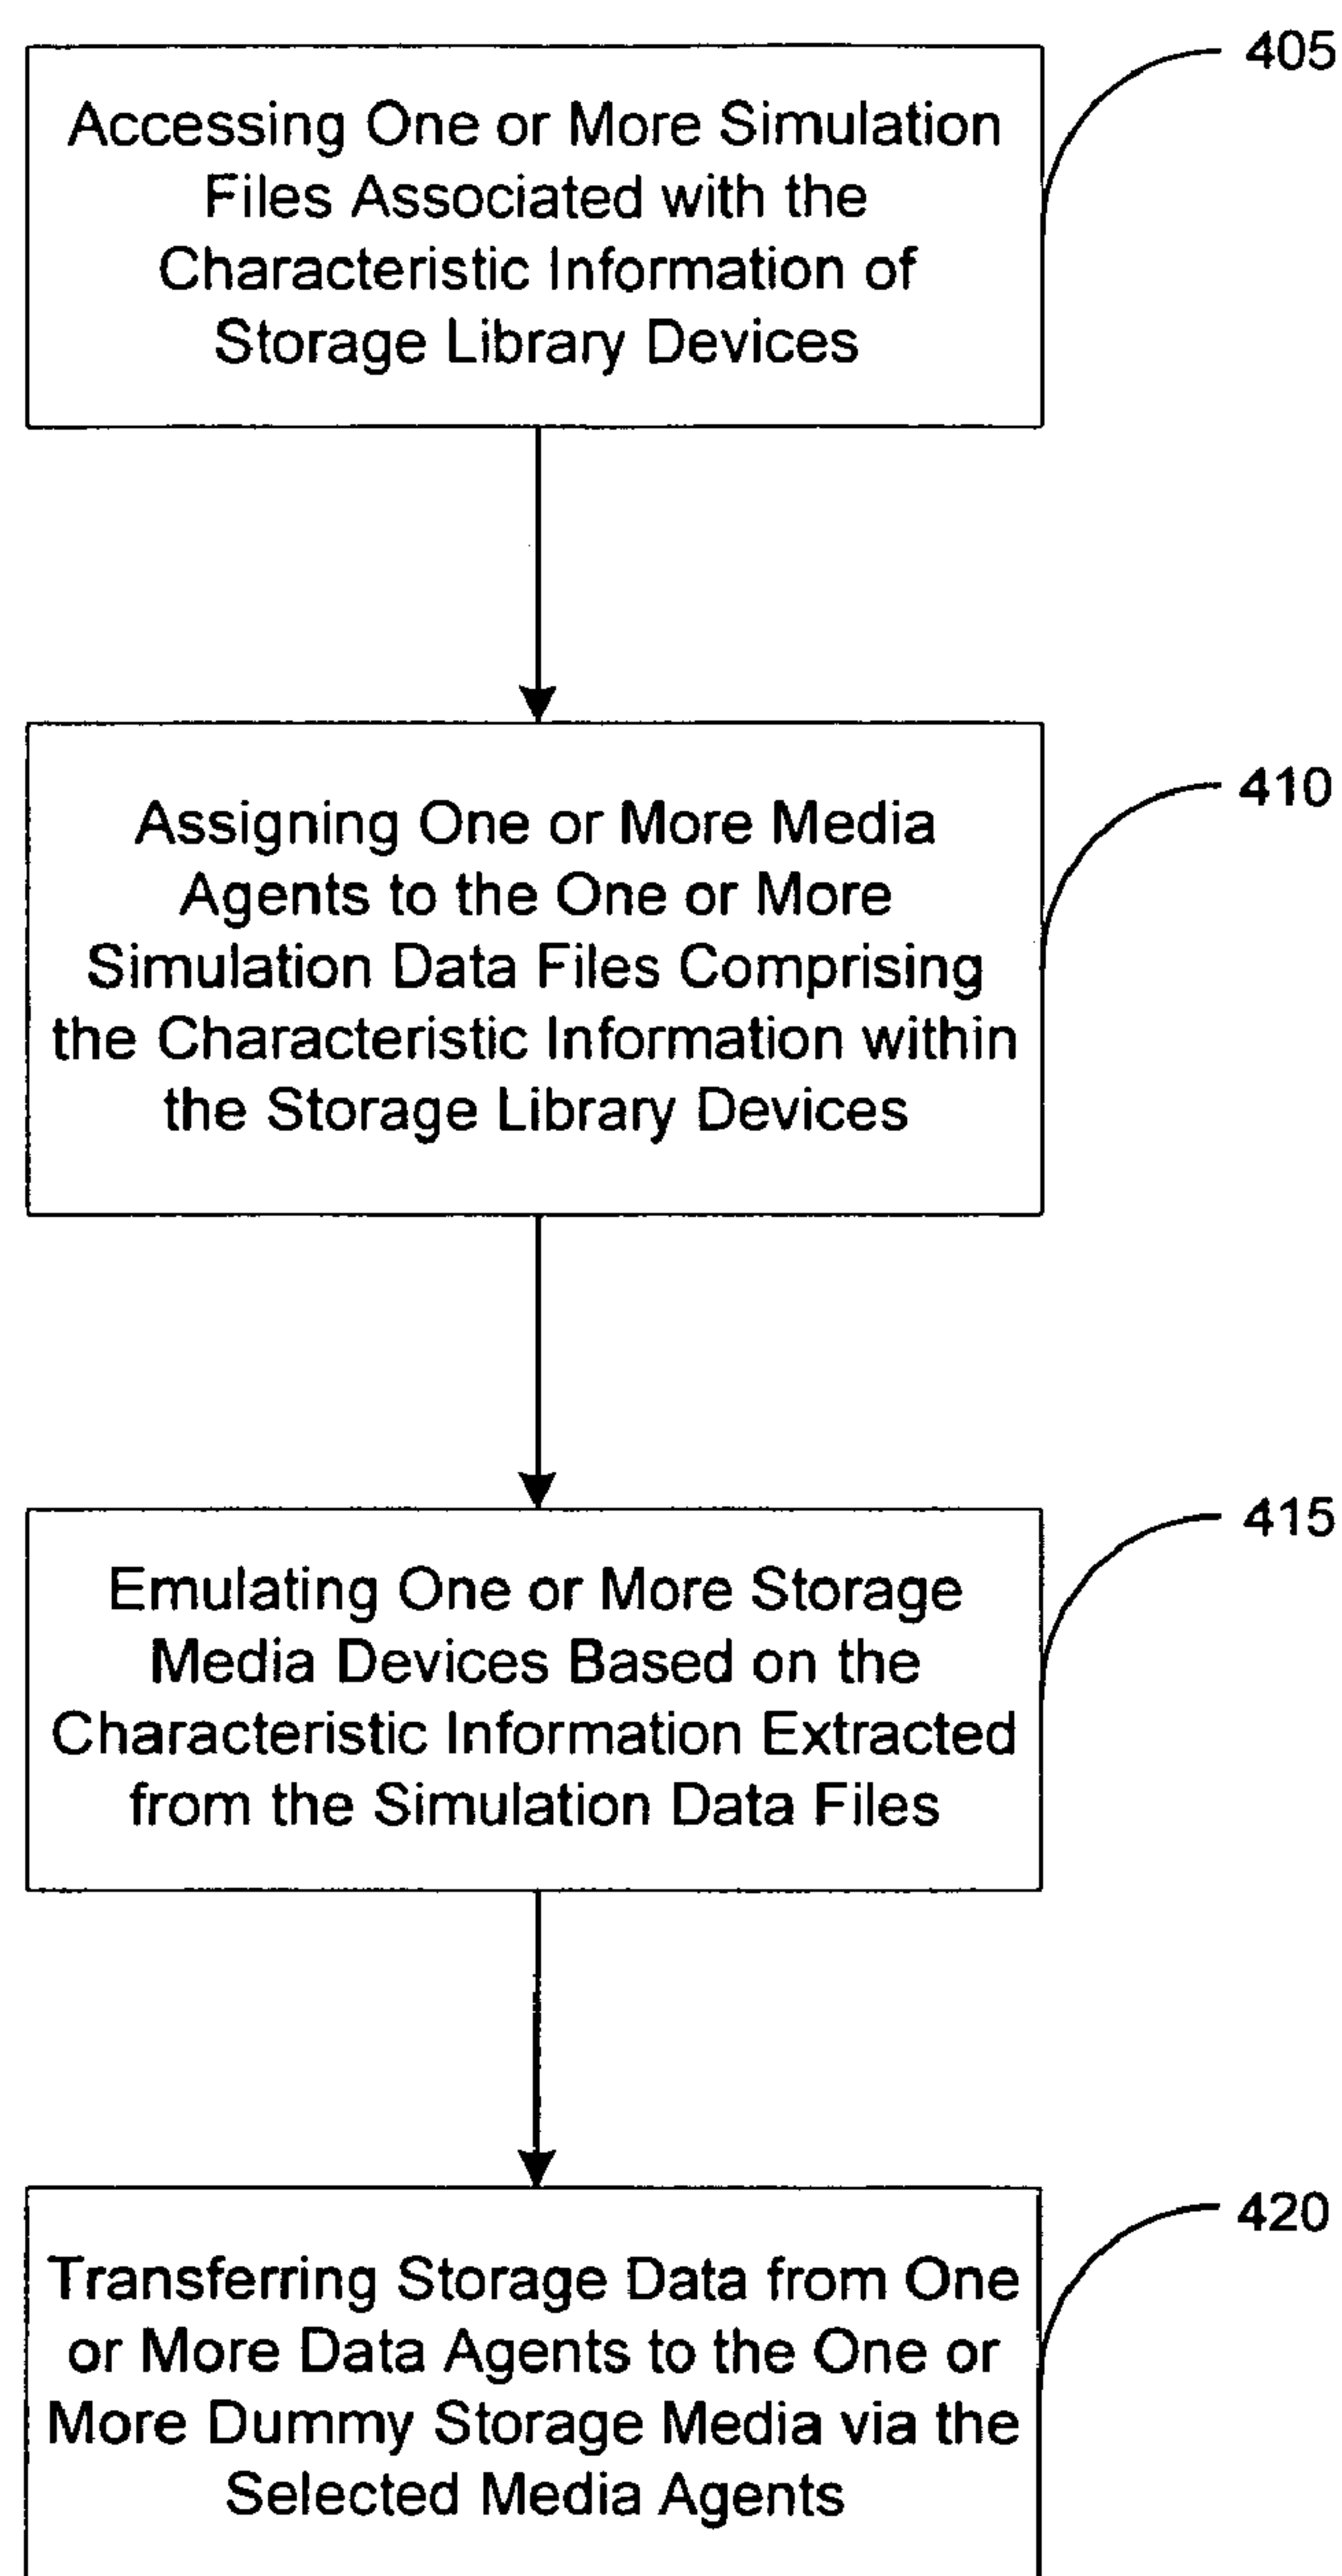 405
Accessing One or More Simulation
Files Associated with the
Characteristic Information of
Storage Library Devices
410
Assigning One or More Media
Agents to the One or More
Simulation Data Files Comprising
the Characteristic Information within
the Storage Library Devices
415
Emulating One or More Storage
Media Devices Based on the
Characteristic Information Extracted
from the Simulation Data Files
420
Transferring Storage Data from One
or More Data Agents to the One or
More Dummy Storage Media via the
Selected Media Agents